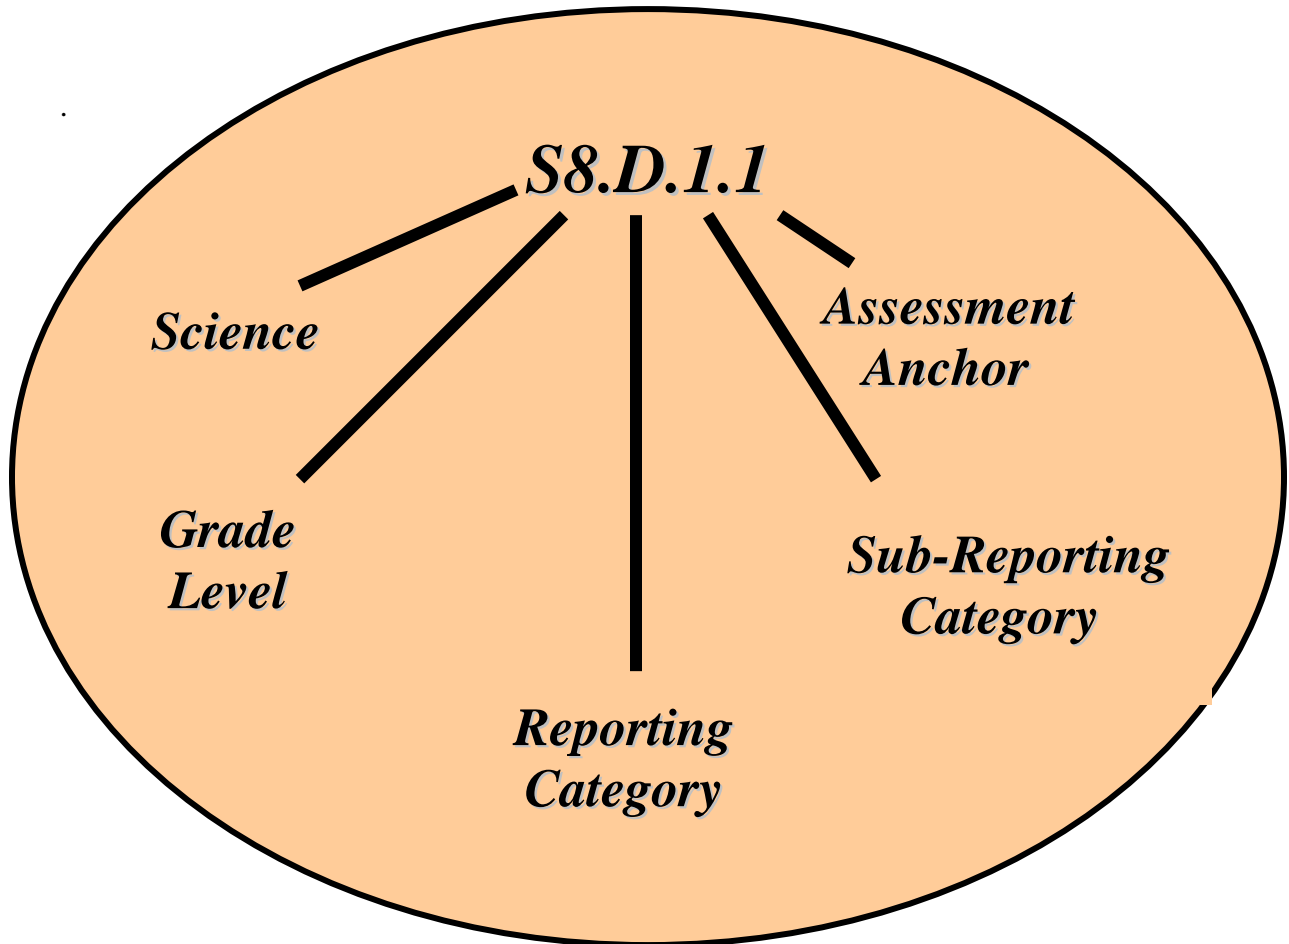 .
S8.D.1.1
Science
Assessment
Anchor
Grade
Level
Sub-Reporting
Category
Reporting
Category